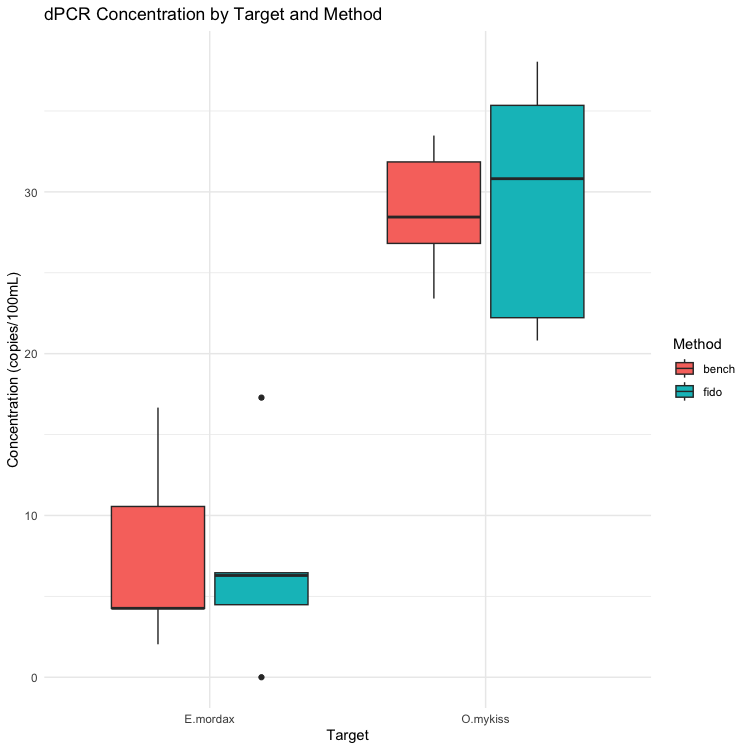 dPCR Concentration by Target and Method
Concentration (copies/100mL)
30
20
10
0
E.mordax
O.mykiss
Target
Method
bench
fido